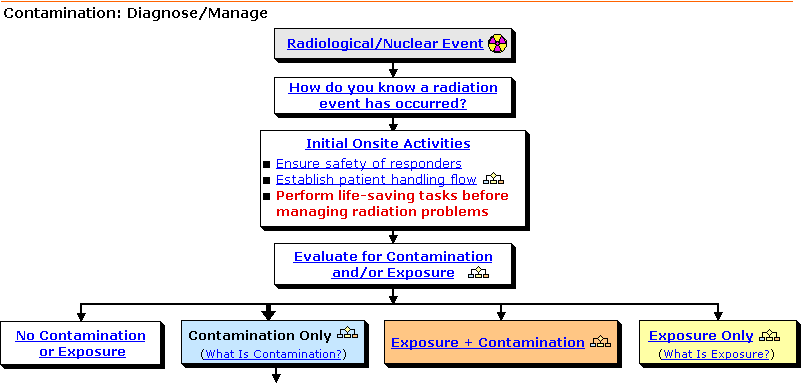 Contamination: Diagnose/Manage
Radiological/Nuclear Event
How do you know a radiation
event has occurred?
Initial Onsite Activities
Ensure safety of responders
Establish patient handling flow
Perform life-saving tasks before
managing radiation problems
Evaluate for Contamination
and/or Exposure
No Contamination
or Exposure
Contamination Only
(What Is Contamination?)
Exposure + Contamination
Exposure Only
(What Is Exposure?)